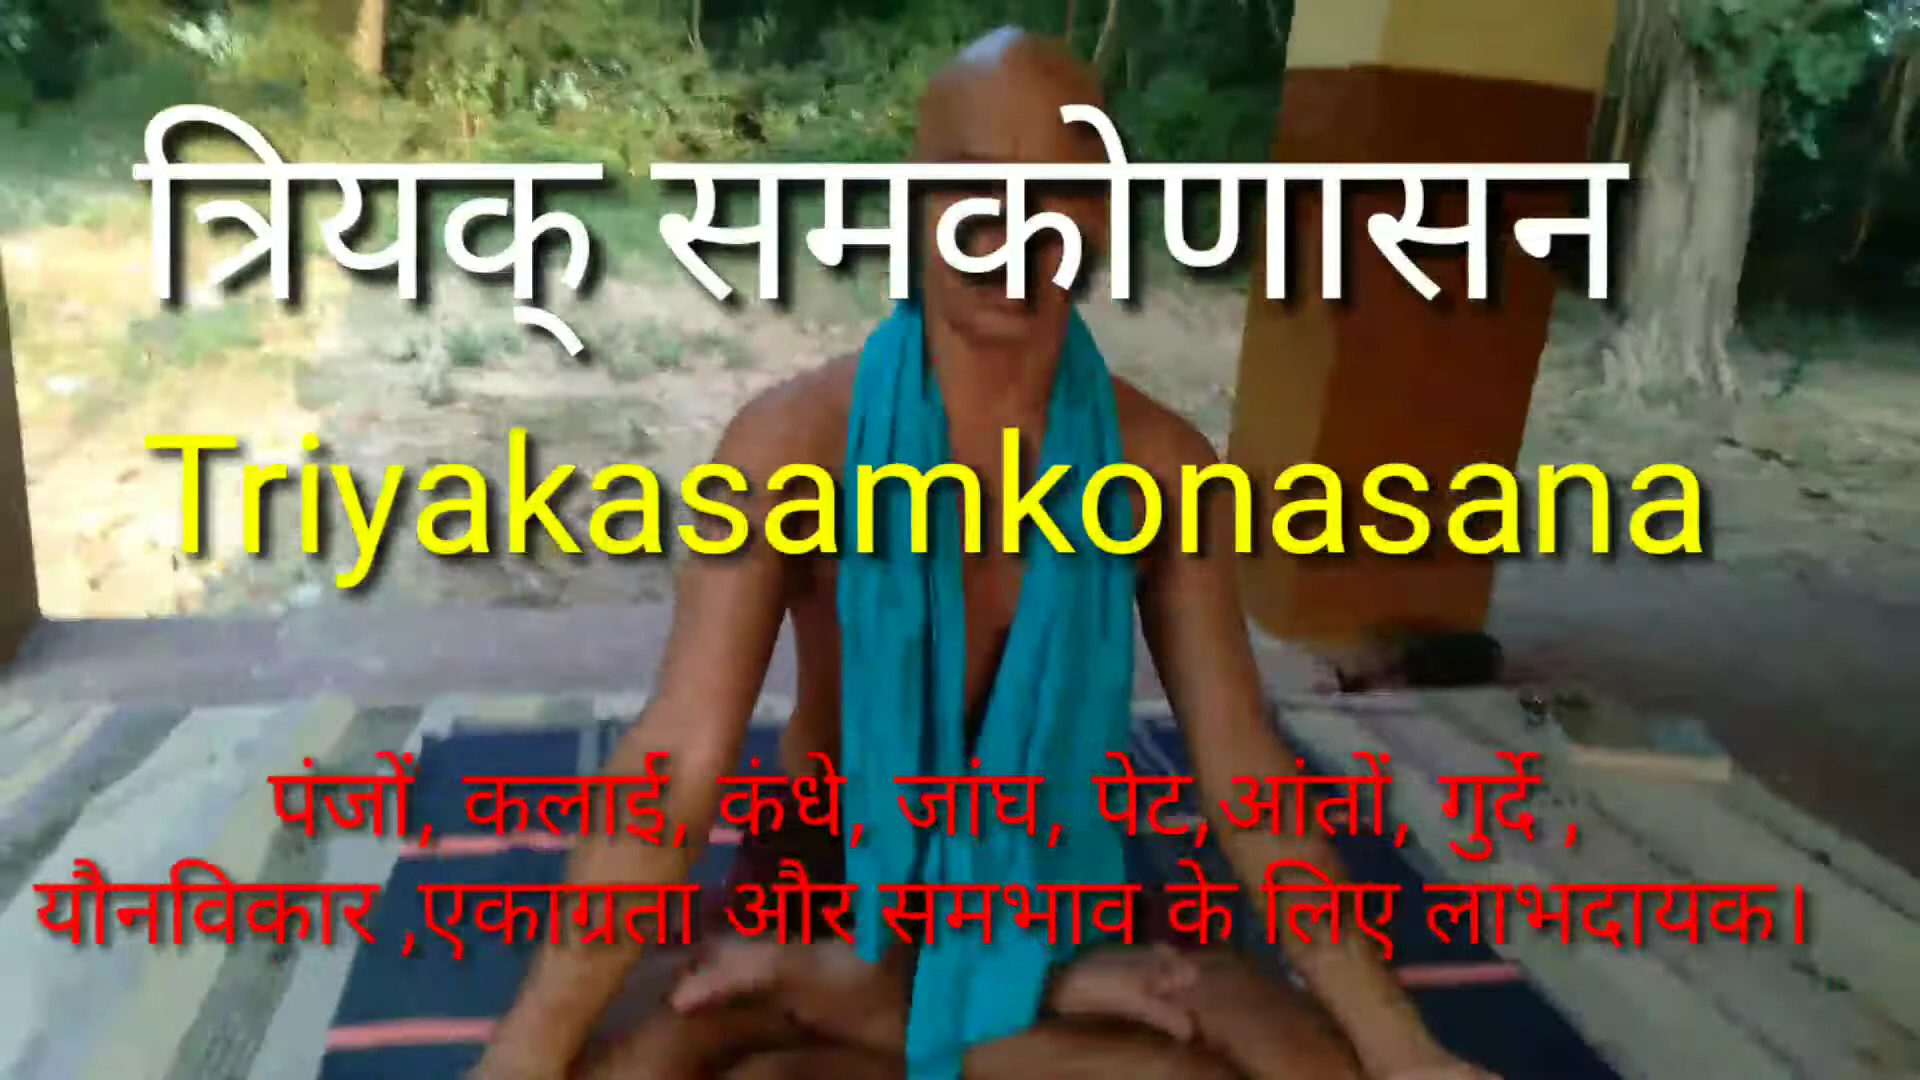 त्रियक् समकोणासन
Triyakasamkonasana
पंजों, कलाई, कंधे, जांघ, पेट,आंतों, गुर्दे ,
यौनविकार ,एकाग्रता और समभाव के लिए लाभदायक।